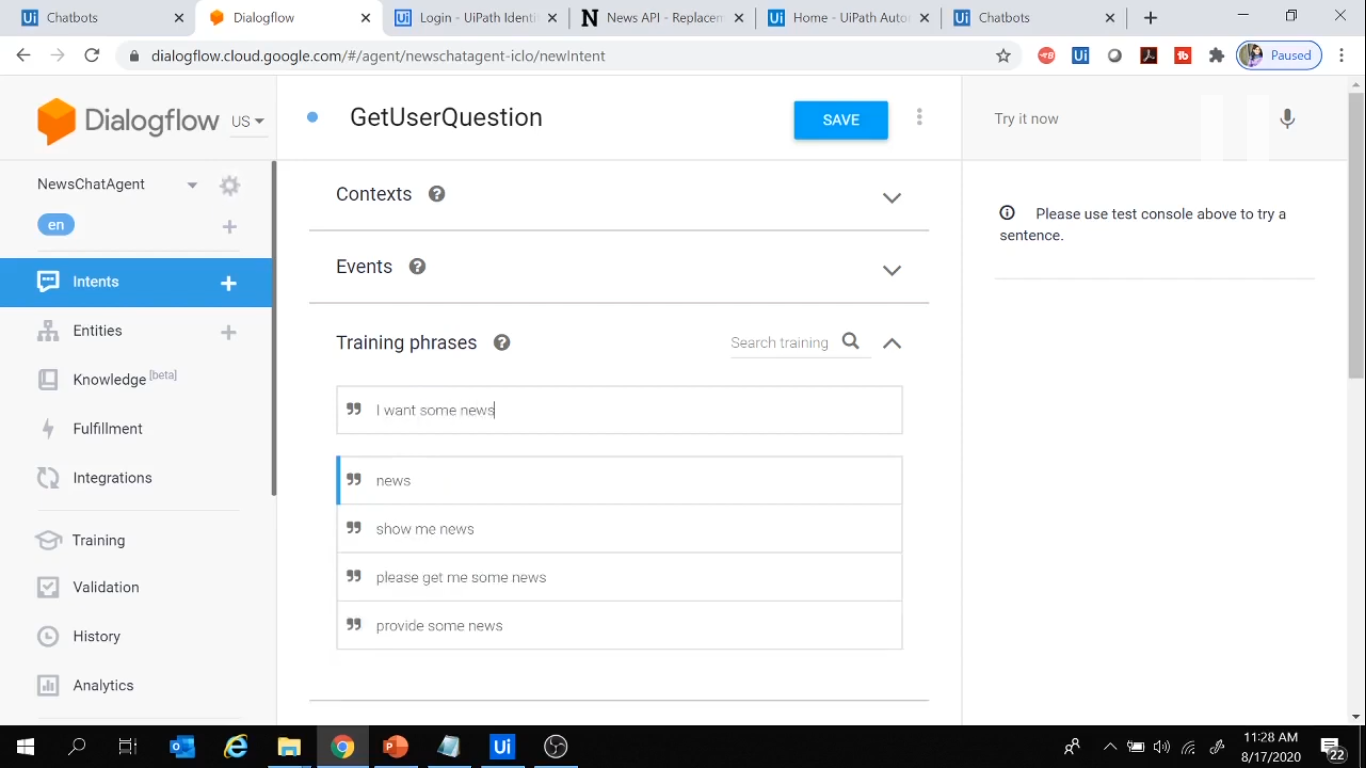 Chatbots
Dialogflow
Login - UiPath Identi
News API - Replacem
Home - UiPath Auto
Chatbots
dialogflow.cloud.google.com/#/agent/newschatagent-iclo/newIntent
Paused
Dialogflow
US
GetUserQuestion
SAVE
Try it now
NewsChatAgent
en
Intents
Entities
Knowledge [beta]
Fulfillment
Integrations
Training
Validation
History
Analytics
Contexts
Events
Training phrases
Search training
I want some news
news
show me news
please get me some news
provide some news
Please use test console above to try a
sentence.
11:28 AM
8/17/2020
22